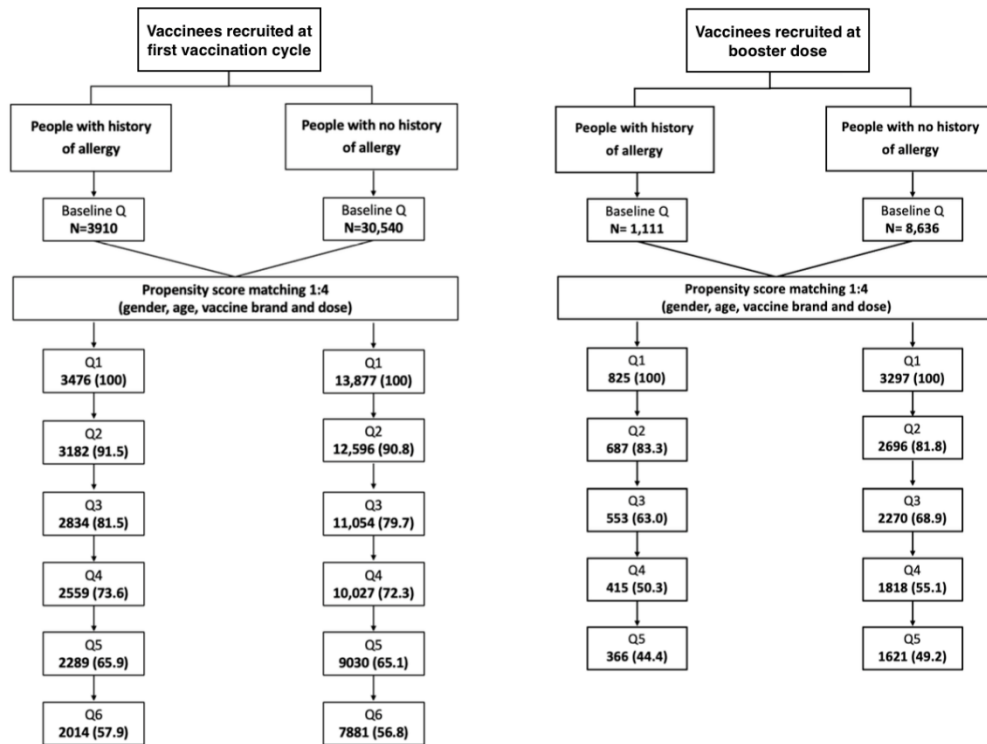 Vaccinees recruited at
first vaccination cycle
People with history
of allergy
People with no history
of allergy
Baseline Q
N=3910
Baseline Q
N=30,540
Propensity score matching 1:4
(gender, age, vaccine brand and dose)
Q1
3476 (100)
Q1
13,877 (100)
Q2
3182 (91.5)
Q2
12,596 (90.8)
Q3
2834 (81.5)
Q3
11,054 (79.7)
Q4
2559 (73.6)
Q4
10,027 (72.3)
Q5
2289 (65.9)
Q5
9030 (65.1)
Q6
2014 (57.9)
Q6
7881 (56.8)
Vaccinees recruited at
booster dose
People with history
of allergy
People with no history
of allergy
Baseline Q
N= 1,111
Baseline Q
N= 8,636
Propensity score matching 1:4
(gender, age, vaccine brand and dose)
Q1
825 (100)
Q1
3297 (100)
Q2
687 (83.3)
Q2
2696 (81.8)
Q3
553 (63.0)
Q3
2270 (68.9)
Q4
415 (50.3)
Q4
1818 (55.1)
Q5
366 (44.4)
Q5
1621 (49.2)